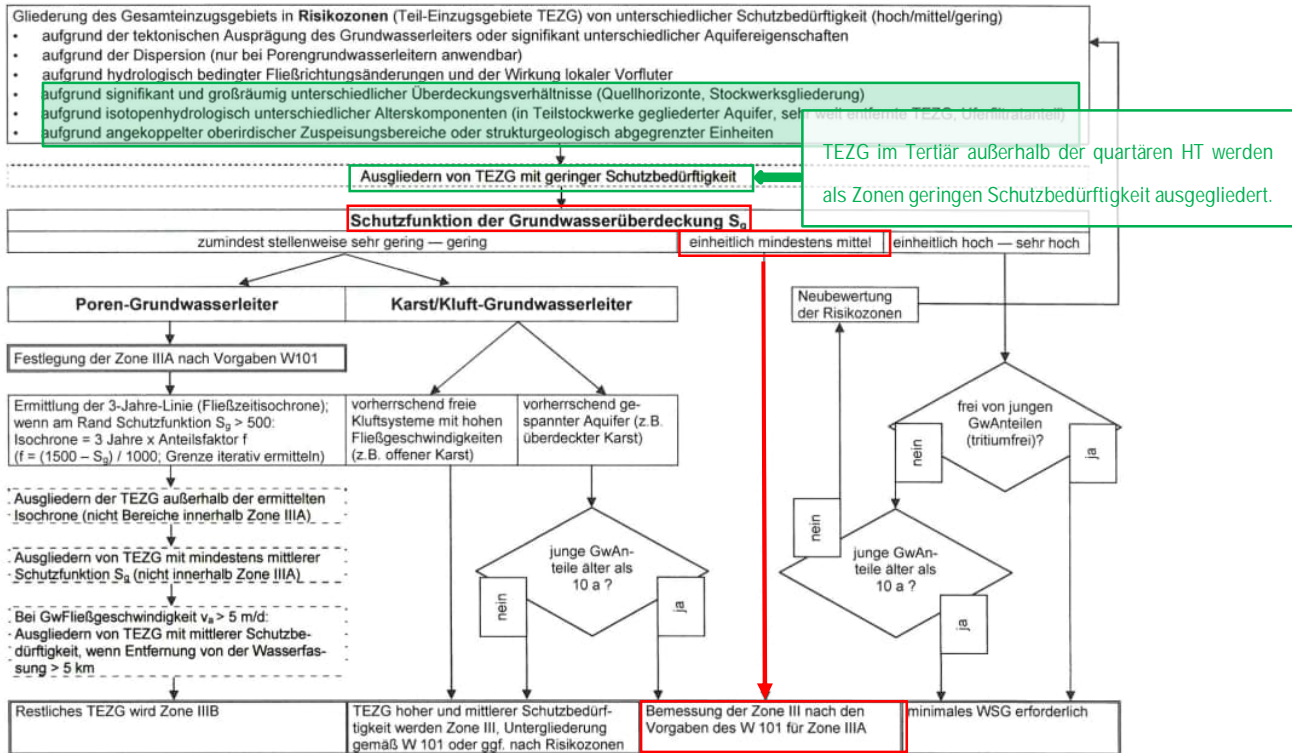 Gliederung des Gesamteinzugsgebiets in Risikozonen (Teil-Einzugsgebiete TEZG) von unterschiedlicher Schutzbedürftigkeit (hoch/mittel/gering)
• aufgrund der tektonischen Ausprägung des Grundwasserleiters oder signifikant unterschiedlicher Aquifereigenschaften
• aufgrund der Dispersion (nur bei Porengrundwasserleitern anwendbar)
• aufgrund hydrologisch bedingter Fließrichtungsänderungen und der Wirkung lokaler Vorfluter
• aufgrund signifikant und großräumig unterschiedlicher Überdeckungsverhältnisse (Quellhorizonte, Stockwerksgliederung)
• aufgrund isotopenhydrologisch unterschiedlicher Alterskomponenten (in Teilstockwerke gegliederter Aquifer, sehr weit entfernte TEZG, Uferfiltratanteil)
• aufgrund angekoppelter oberirdischer Zuspeisungsbereiche oder strukturgeologisch abgegrenzter Einheiten
TEZG im Tertiär außerhalb der quartären HT werden
als Zonen geringen Schutzbedürftigkeit ausgegliedert.
Ausgliedern von TEZG mit geringer Schutzbedürftigkeit
Schutzfunktion der Grundwasserüberdeckung Sg
zumindest stellenweise sehr gering — gering
einheitlich mindestens mittel
einheitlich hoch — sehr hoch
Poren-Grundwasserleiter
Karst/Kluft-Grundwasserleiter
Neubewertung
der Risikozonen
Festlegung der Zone IIIA nach Vorgaben W101
Ermittlung der 3-Jahre-Linie (Fließzeitisochrone);
wenn am Rand Schutzfunktion Sg > 500:
Isochrone = 3 Jahre x Anteilsfaktor f
(f = (1500 – Sg) / 1000; Grenze iterativ ermitteln)
vorherrschend freie
Kluftsysteme mit hohen
Fließgeschwindigkeiten
(z.B. offener Karst)
vorherrschend ge-
spannter Aquifer (z.B.
überdeckter Karst)
frei von jungen
GwAnteilen
(tritiumfrei)?
nein
ja
Ausgliedern der TEZG außerhalb der ermittelten
Isochrone (nicht Bereiche innerhalb Zone IIIA)
Ausgliedern von TEZG mit mindestens mittlerer
Schutzfunktion Sg (nicht innerhalb Zone IIIA)
Bei GwFließgeschwindigkeit va > 5 m/d:
Ausgliedern von TEZG mit mittlerer Schutzbe-
dürftigkeit, wenn Entfernung von der Wasserfas-
sung > 5 km
junge GwAn-
teile älter als
10 a ?
nein
ja
nein
junge GwAn-
teile älter als
10 a ?
ja
Restliches TEZG wird Zone IIIB
TEZG hoher und mittlerer Schutzbedürf-
tigkeit werden Zone III, Untergliederung
gemäß W 101 oder ggf. nach Risikozonen
Bemessung der Zone III nach den
Vorgaben des W 101 für Zone IIIA
minimales WSG erforderlich